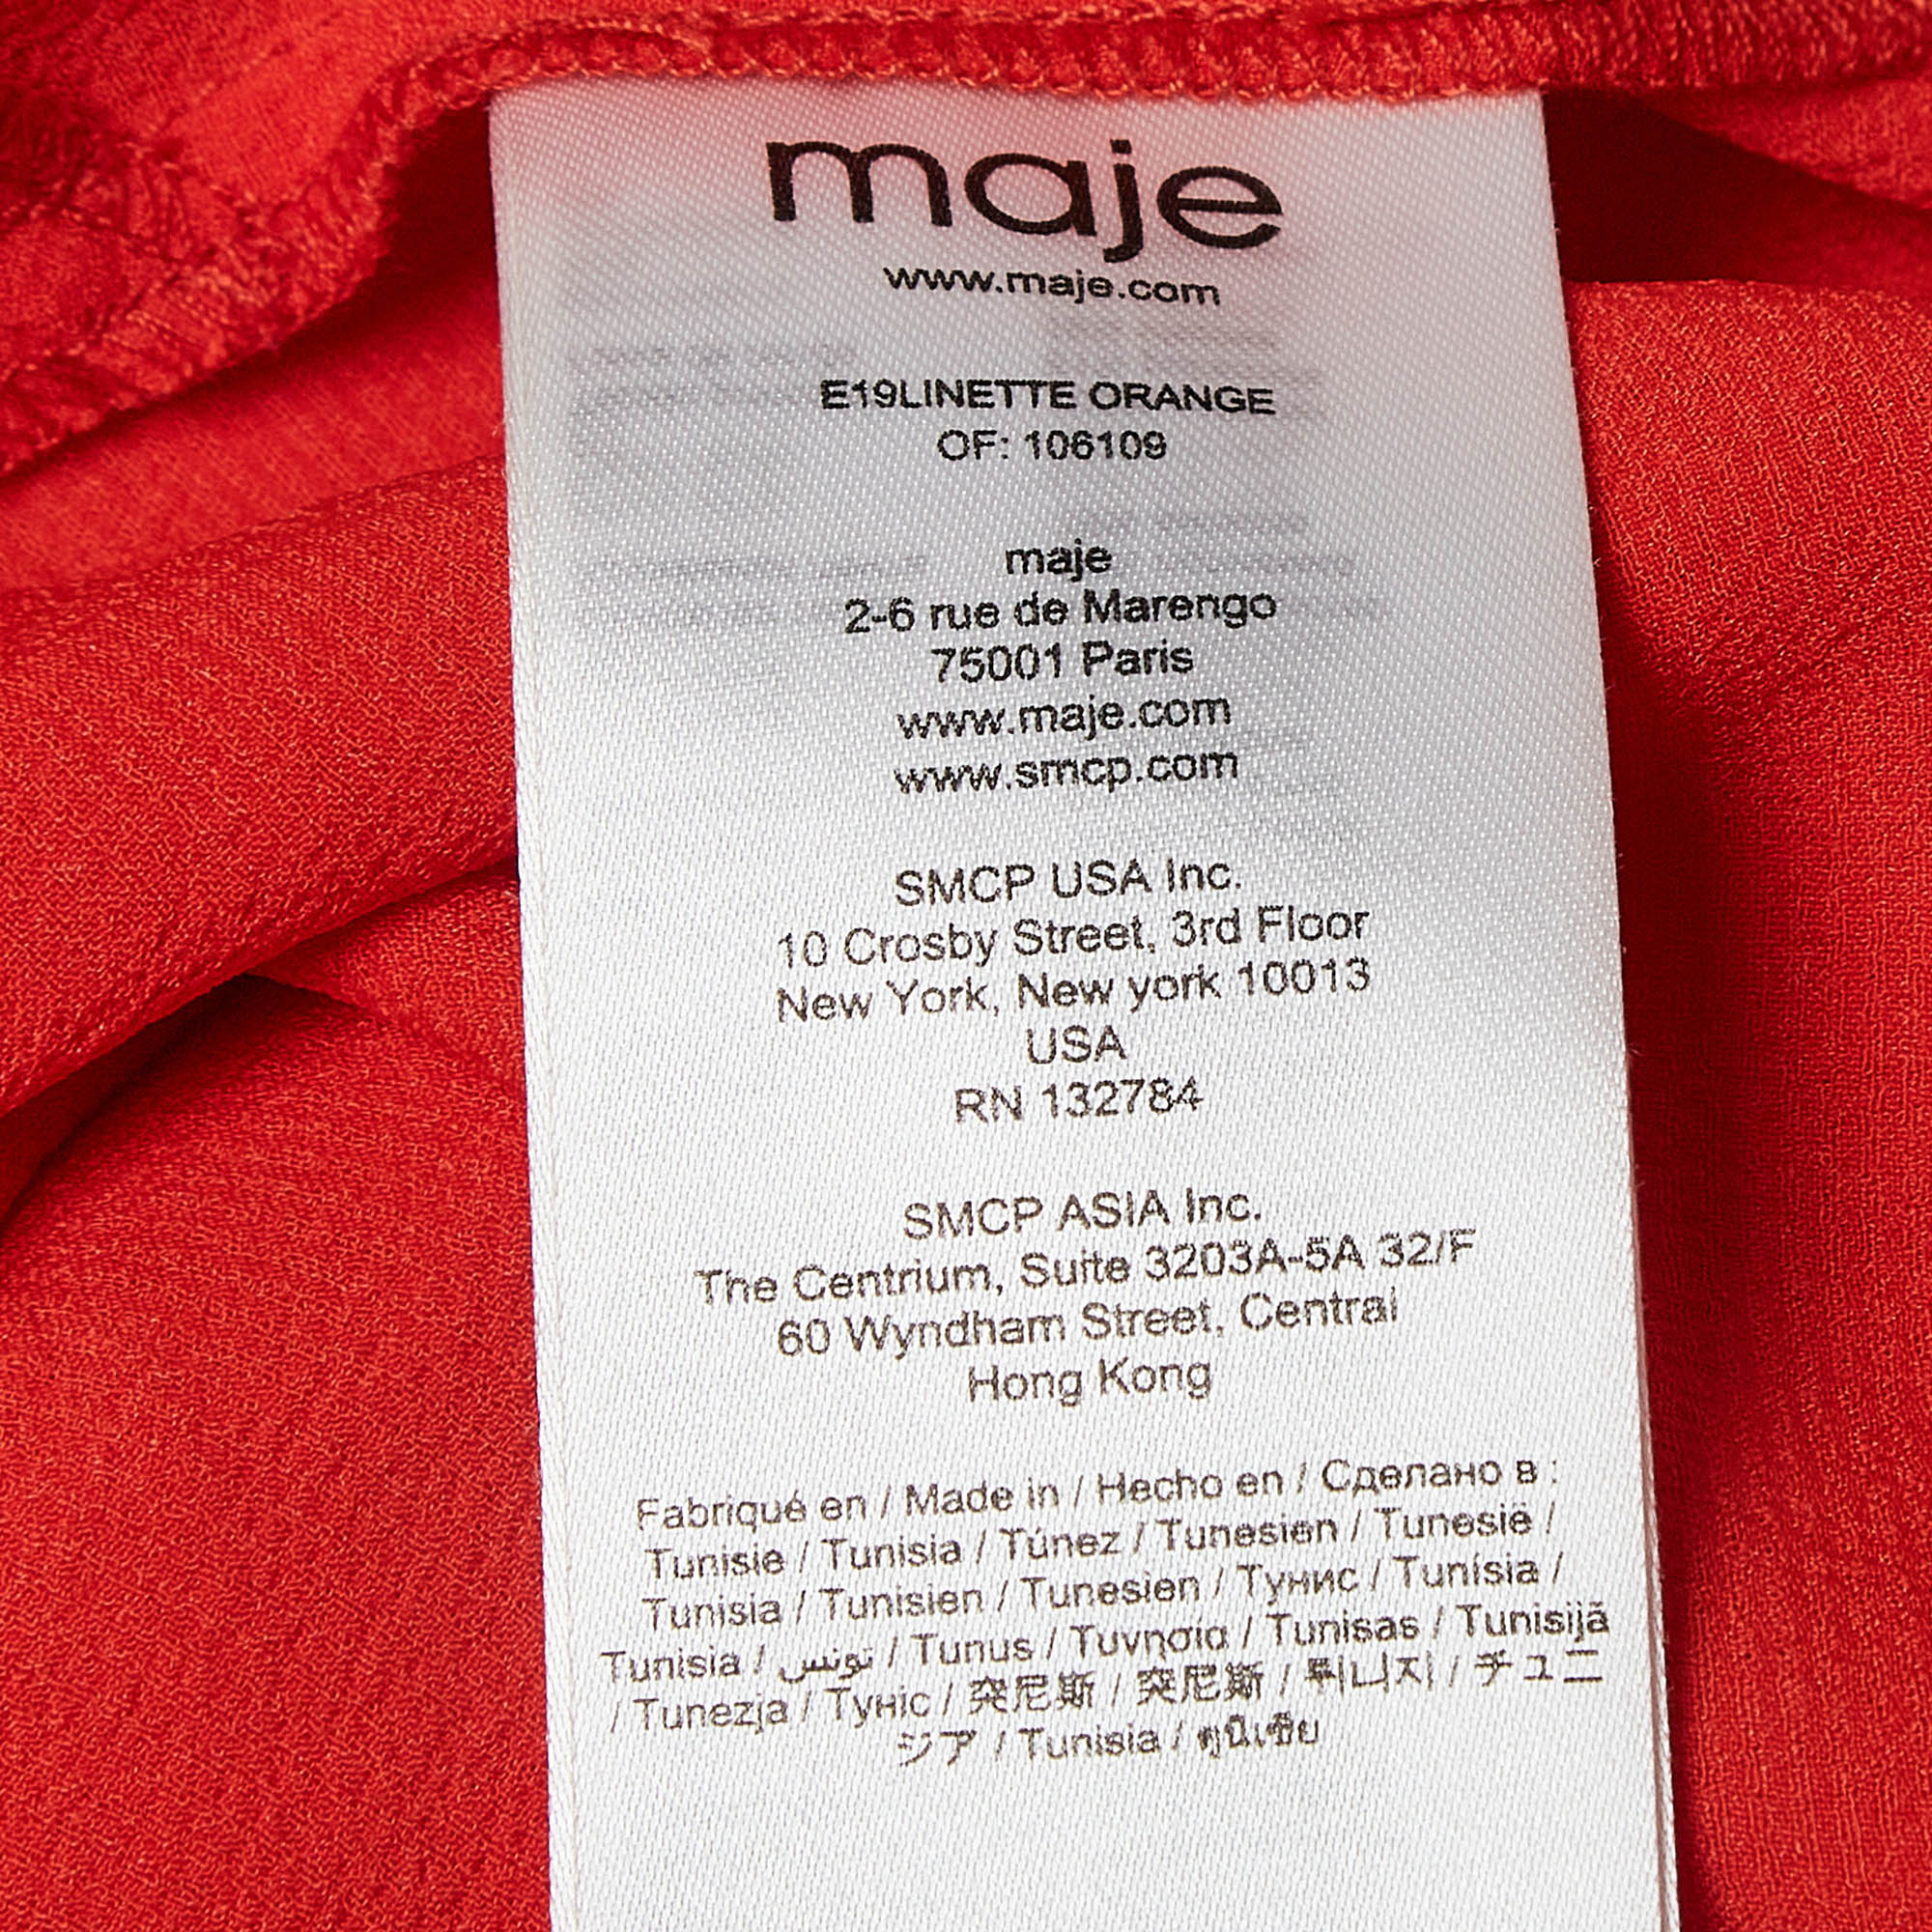 maje
www.maje.com
E19LINETTE ORANGE
OF: 106109
maje
2-6 rue de Marengo
75001 Paris
www.maje.com
www.smcp.com
SMCP USA Inc.
10 Crosby Street, 3rd Floor
New York, New york 10013
USA
RN 132784
SMCP ASIA Inc.
The Centrium, Suite 3203A-5A 32/F
60 Wyndham Street, Central
Hong Kong
Fabriqué en / Made in / Hecho en / Сделано в :
Tunisie / Tunisia / Túnez / Tunesien / Tunesië /
Tunisia / Tunisien / Tunesien / Тунис / Tunísia /
Tunisia / تونس / Tunus / Τυνησία / Tunisas / Tunisijā
/ Tunezja / Туніс / 突尼斯 / 突尼斯 / 튀니지 / チュニ
ジア / Tunisia / ตูนิเซีย